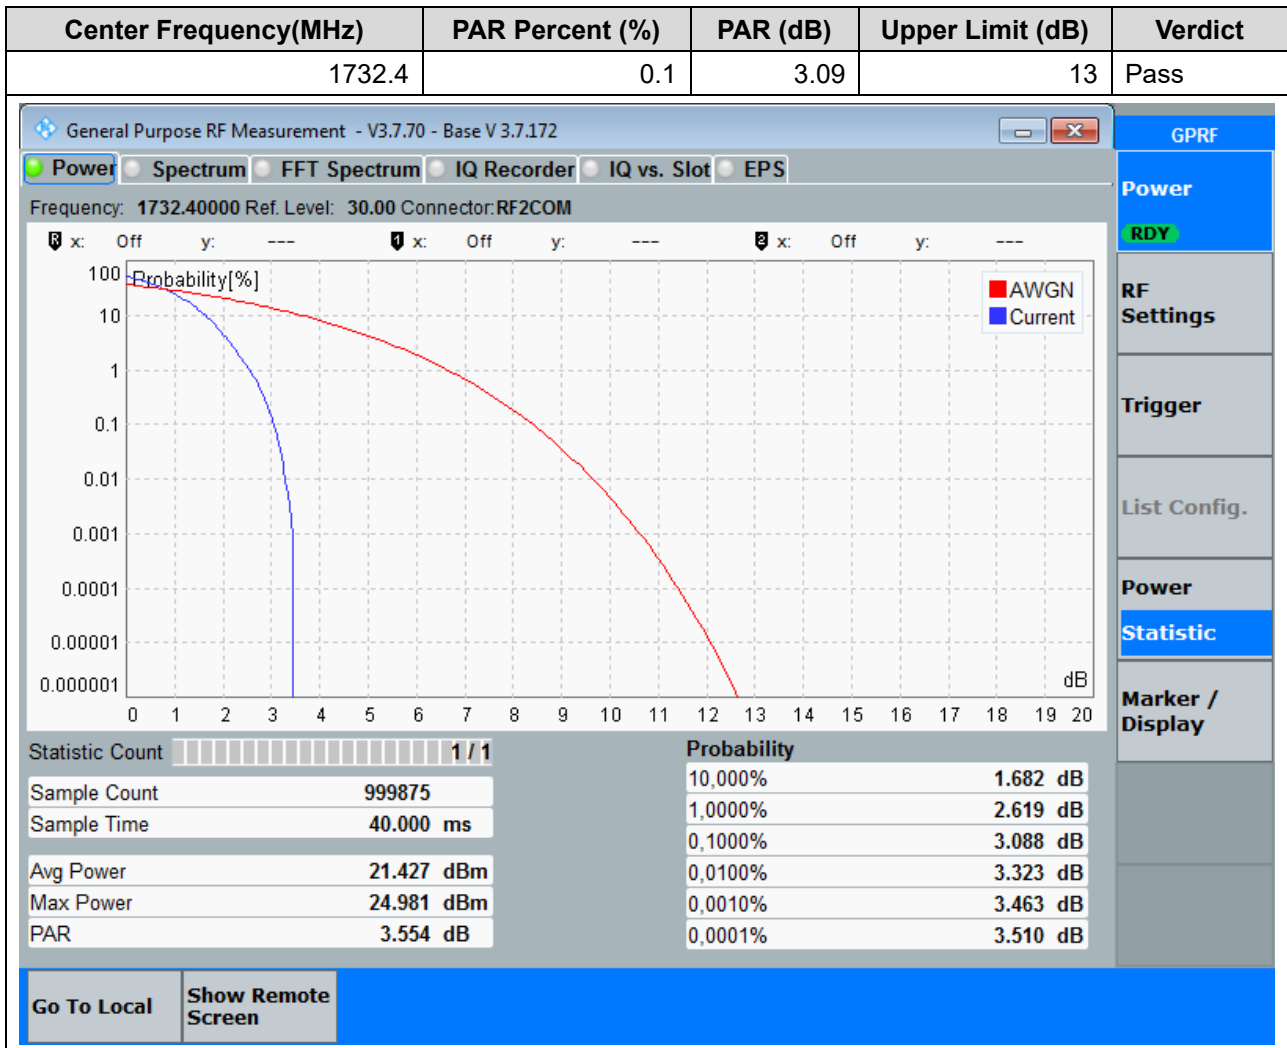 Center Frequency(MHz) PAR Percent (%) PAR (dB) Upper Limit (dB) Verdict
1732.4 0.1 3.09 13 Pass
General Purpose RF Measurement - V3.7.70 - Base V 3.7.172
GPRF
Power Spectrum FFT Spectrum IQ Recorder IQ vs. Slot EPS
Frequency: 1732.40000 Ref. Level: 30.00 Connector: RF2COM
R x: Off y: --- 1 x: Off y: --- 2 x: Off y: ---
Probability[%]
AWGN
Current
100
10
1
0.1
0.01
0.001
0.0001
0.00001
0.000001
dB
0 1 2 3 4 5 6 7 8 9 10 11 12 13 14 15 16 17 18 19 20
Statistic Count 1 / 1
Sample Count 999875
Sample Time 40.000 ms
Avg Power 21.427 dBm
Max Power 24.981 dBm
PAR 3.554 dB
Probability
10,000% 1.682 dB
1,0000% 2.619 dB
0,1000% 3.088 dB
0,0100% 3.323 dB
0,0010% 3.463 dB
0,0001% 3.510 dB
Power
RDY
RF
Settings
Trigger
List Config.
Power
Statistic
Marker /
Display
Go To Local
Show Remote
Screen